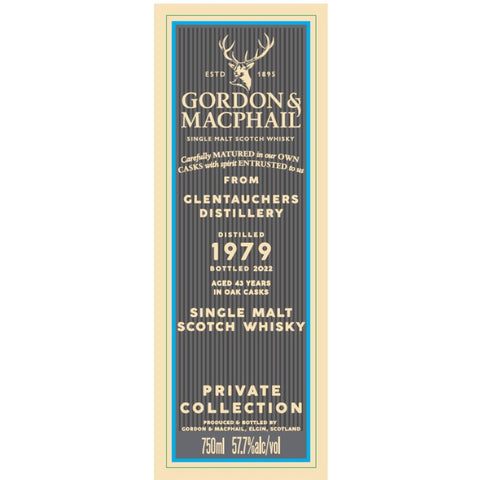 ESTD 1895
GORDON &
MACPHAIL
SINGLE MALT SCOTCH WHISKY
Carefully MATURED in our OWN
CASKS with spirit ENTRUSTED to us
FROM
GLENTAUCHERS
DISTILLERY
DISTILLED
1979
BOTTLED 2022
AGED 43 YEARS
IN OAK CASKS
SINGLE MALT
SCOTCH WHISKY
PRIVATE
COLLECTION
PRODUCED & BOTTLED BY
GORDON & MACPHAIL, ELGIN, SCOTLAND
750ml 57.7%alc/vol